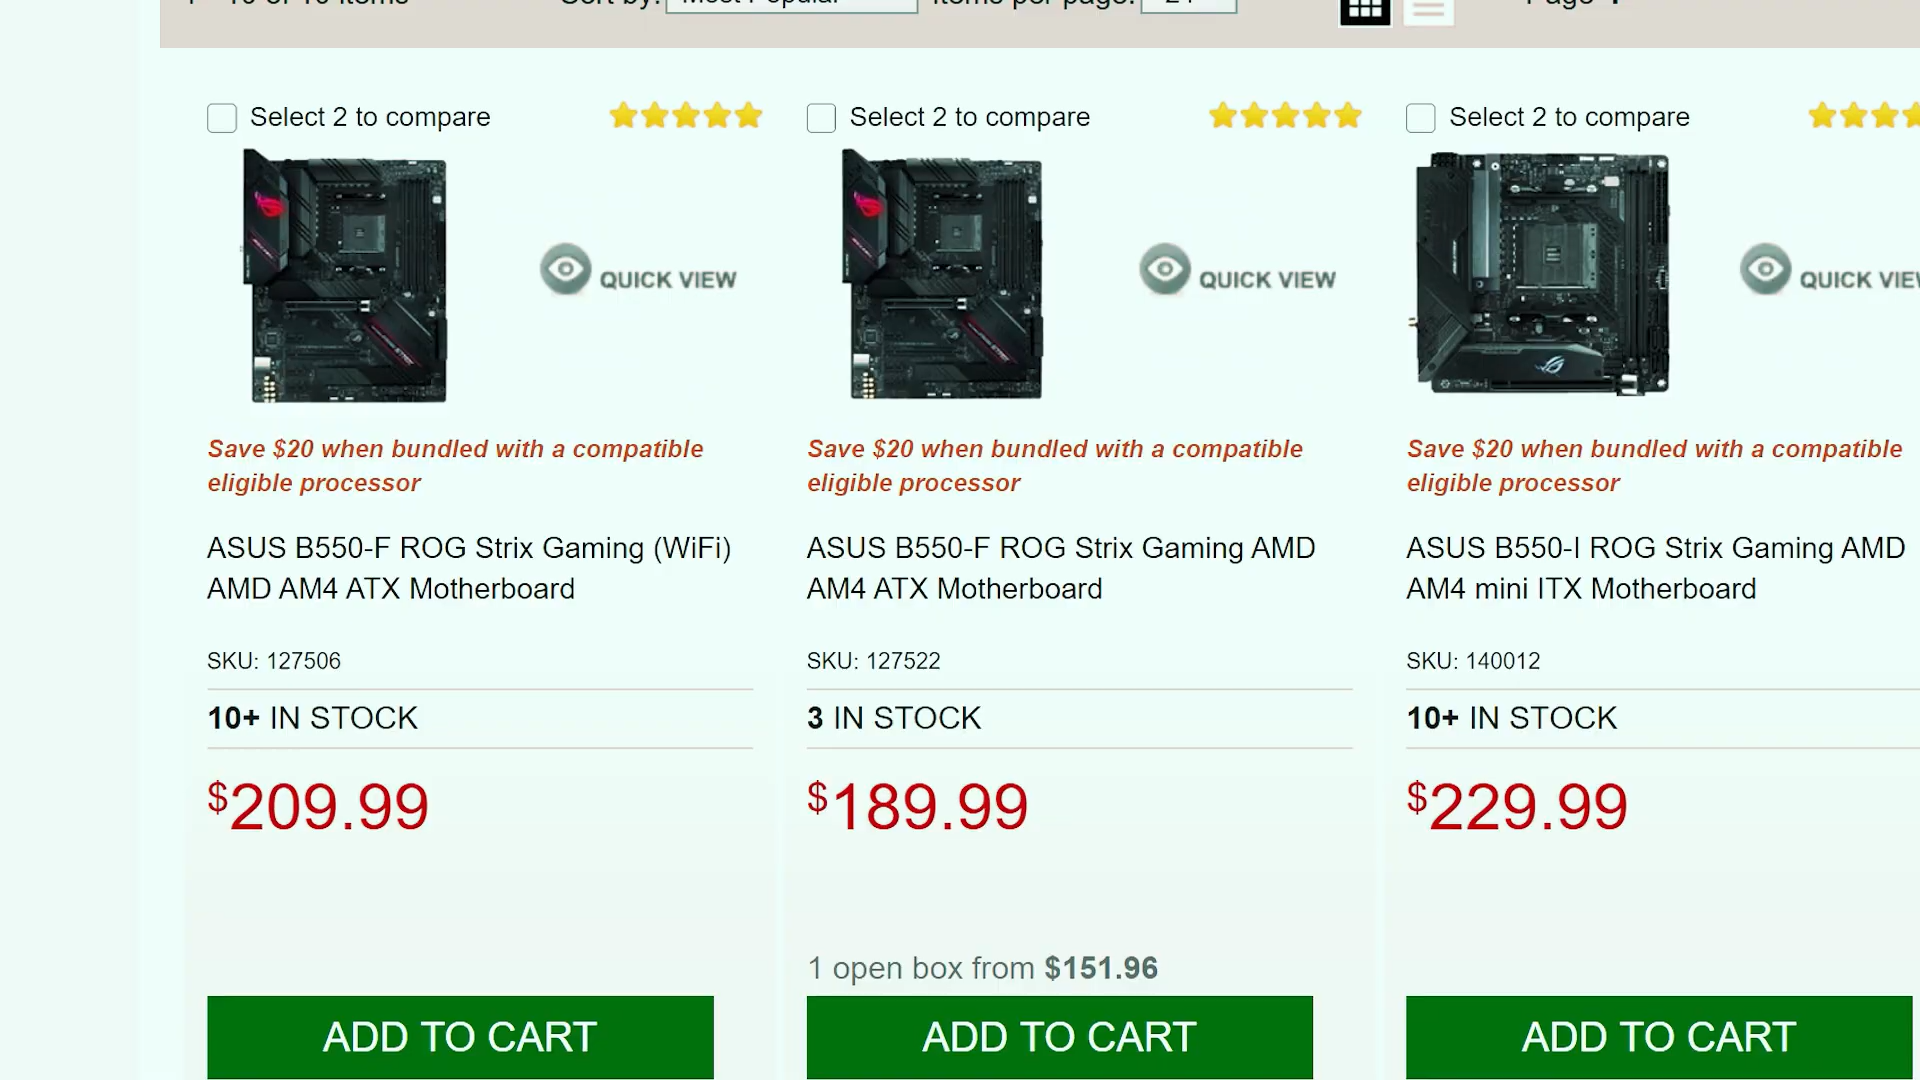 Select 2 to compare
Select 2 to compare
Select 2 to compare
QUICK VIEW
QUICK VIEW
QUICK VIEW
Save $20 when bundled with a compatible
eligible processor
Save $20 when bundled with a compatible
eligible processor
Save $20 when bundled with a compatible
eligible processor
ASUS B550-F ROG Strix Gaming (WiFi)
AMD AM4 ATX Motherboard
ASUS B550-F ROG Strix Gaming AMD
AM4 ATX Motherboard
ASUS B550-I ROG Strix Gaming AMD
AM4 mini ITX Motherboard
SKU: 127506
SKU: 127522
SKU: 140012
10+ IN STOCK
3 IN STOCK
10+ IN STOCK
$209.99
$189.99
$229.99
1 open box from $151.96
ADD TO CART
ADD TO CART
ADD TO CART